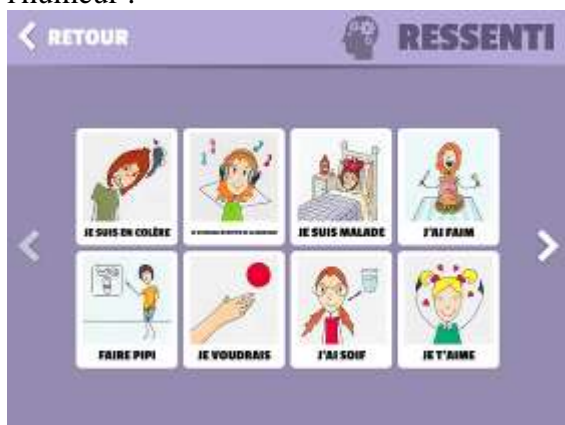 RETOUR
RESSENTI
JE SUIS EN COLÈRE
JE SUIS MALADE
J'AI FAIM
FAIRE PIPI
JE VOUDRAIS
J'AI SOIF
JE T'AIME